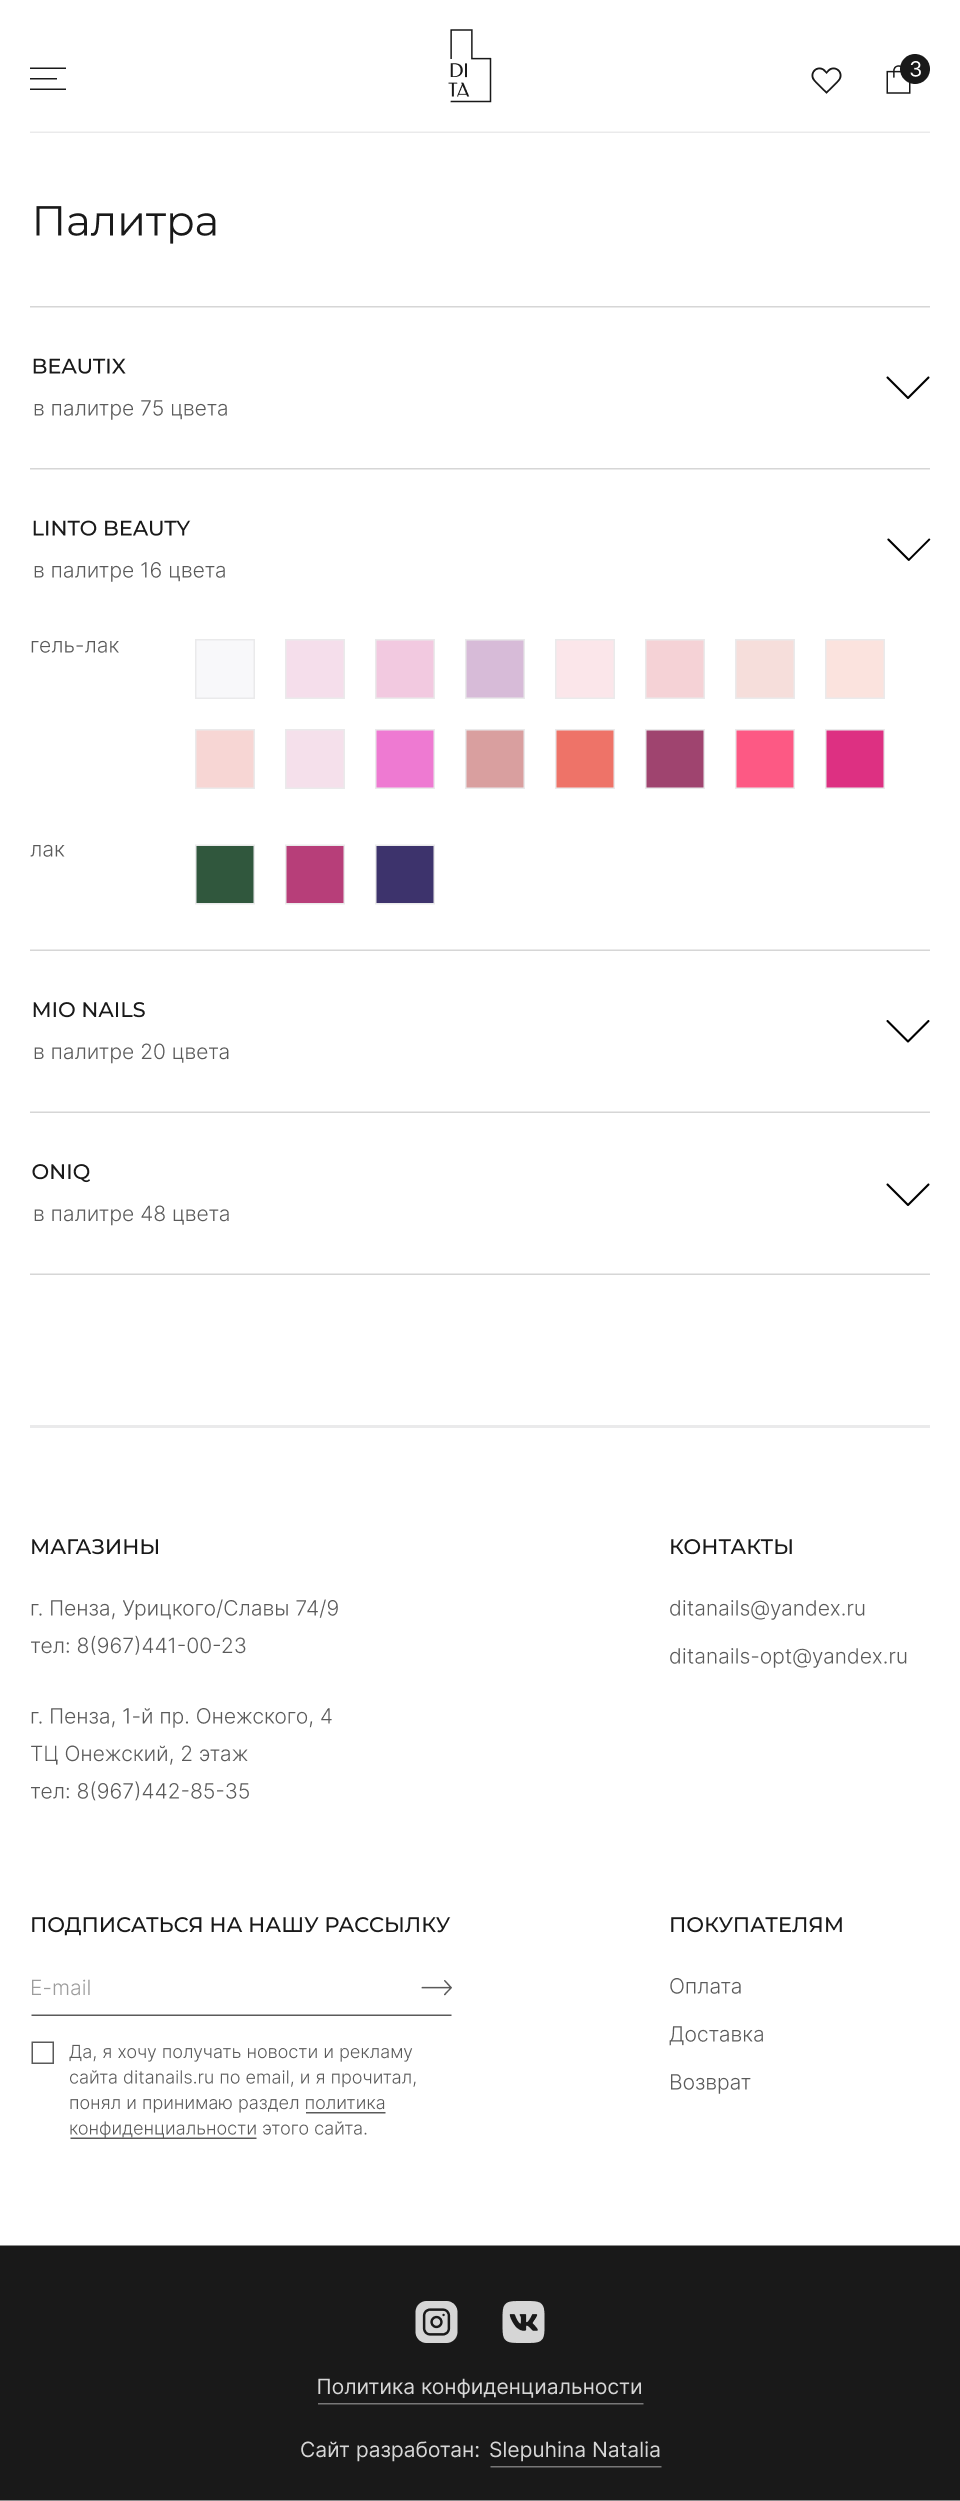 DI
TA
3
Палитра
BEAUTIX
в палитре 75 цвета
LINTO BEAUTY
в палитре 16 цвета
гель-лак
лак
MIO NAILS
в палитре 20 цвета
ONIQ
в палитре 48 цвета
МАГАЗИНЫ
г. Пенза, Урицкого/Славы 74/9
тел: 8(967)441-00-23
г. Пенза, 1-й пр. Онежского, 4
ТЦ Онежский, 2 этаж
тел: 8(967)442-85-35
КОНТАКТЫ
ditanails@yandex.ru
ditanails-opt@yandex.ru
ПОДПИСАТЬСЯ НА НАШУ РАССЫЛКУ
E-mail
Да, я хочу получать новости и рекламу
сайта ditanails.ru по email, и я прочитал,
понял и принимаю раздел политика
конфиденциальности этого сайта.
ПОКУПАТЕЛЯМ
Оплата
Доставка
Возврат
Политика конфиденциальности
Сайт разработан: Slepuhina Natalia